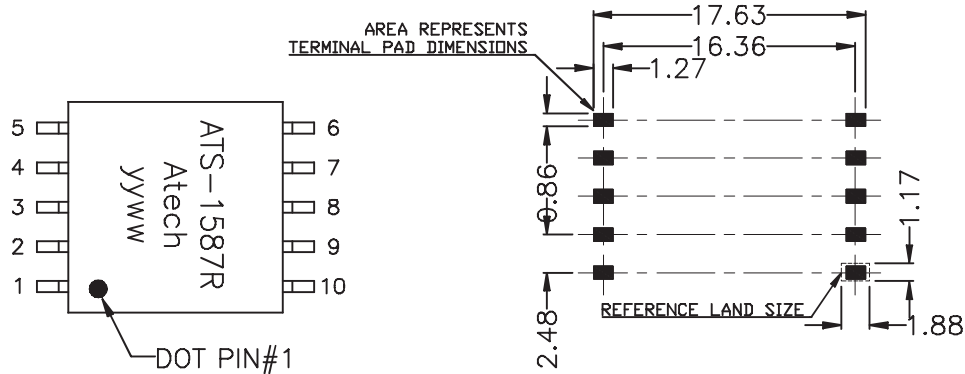 5
4
3
2
1
6
7
8
9
10
ATS-1587R
Atech
yyww
DOT PIN#1
AREA REPRESENTS
TERMINAL PAD DIMENSIONS
17.63
16.36
1.27
0.86
2.48
1.17
1.88
REFERENCE LAND SIZE